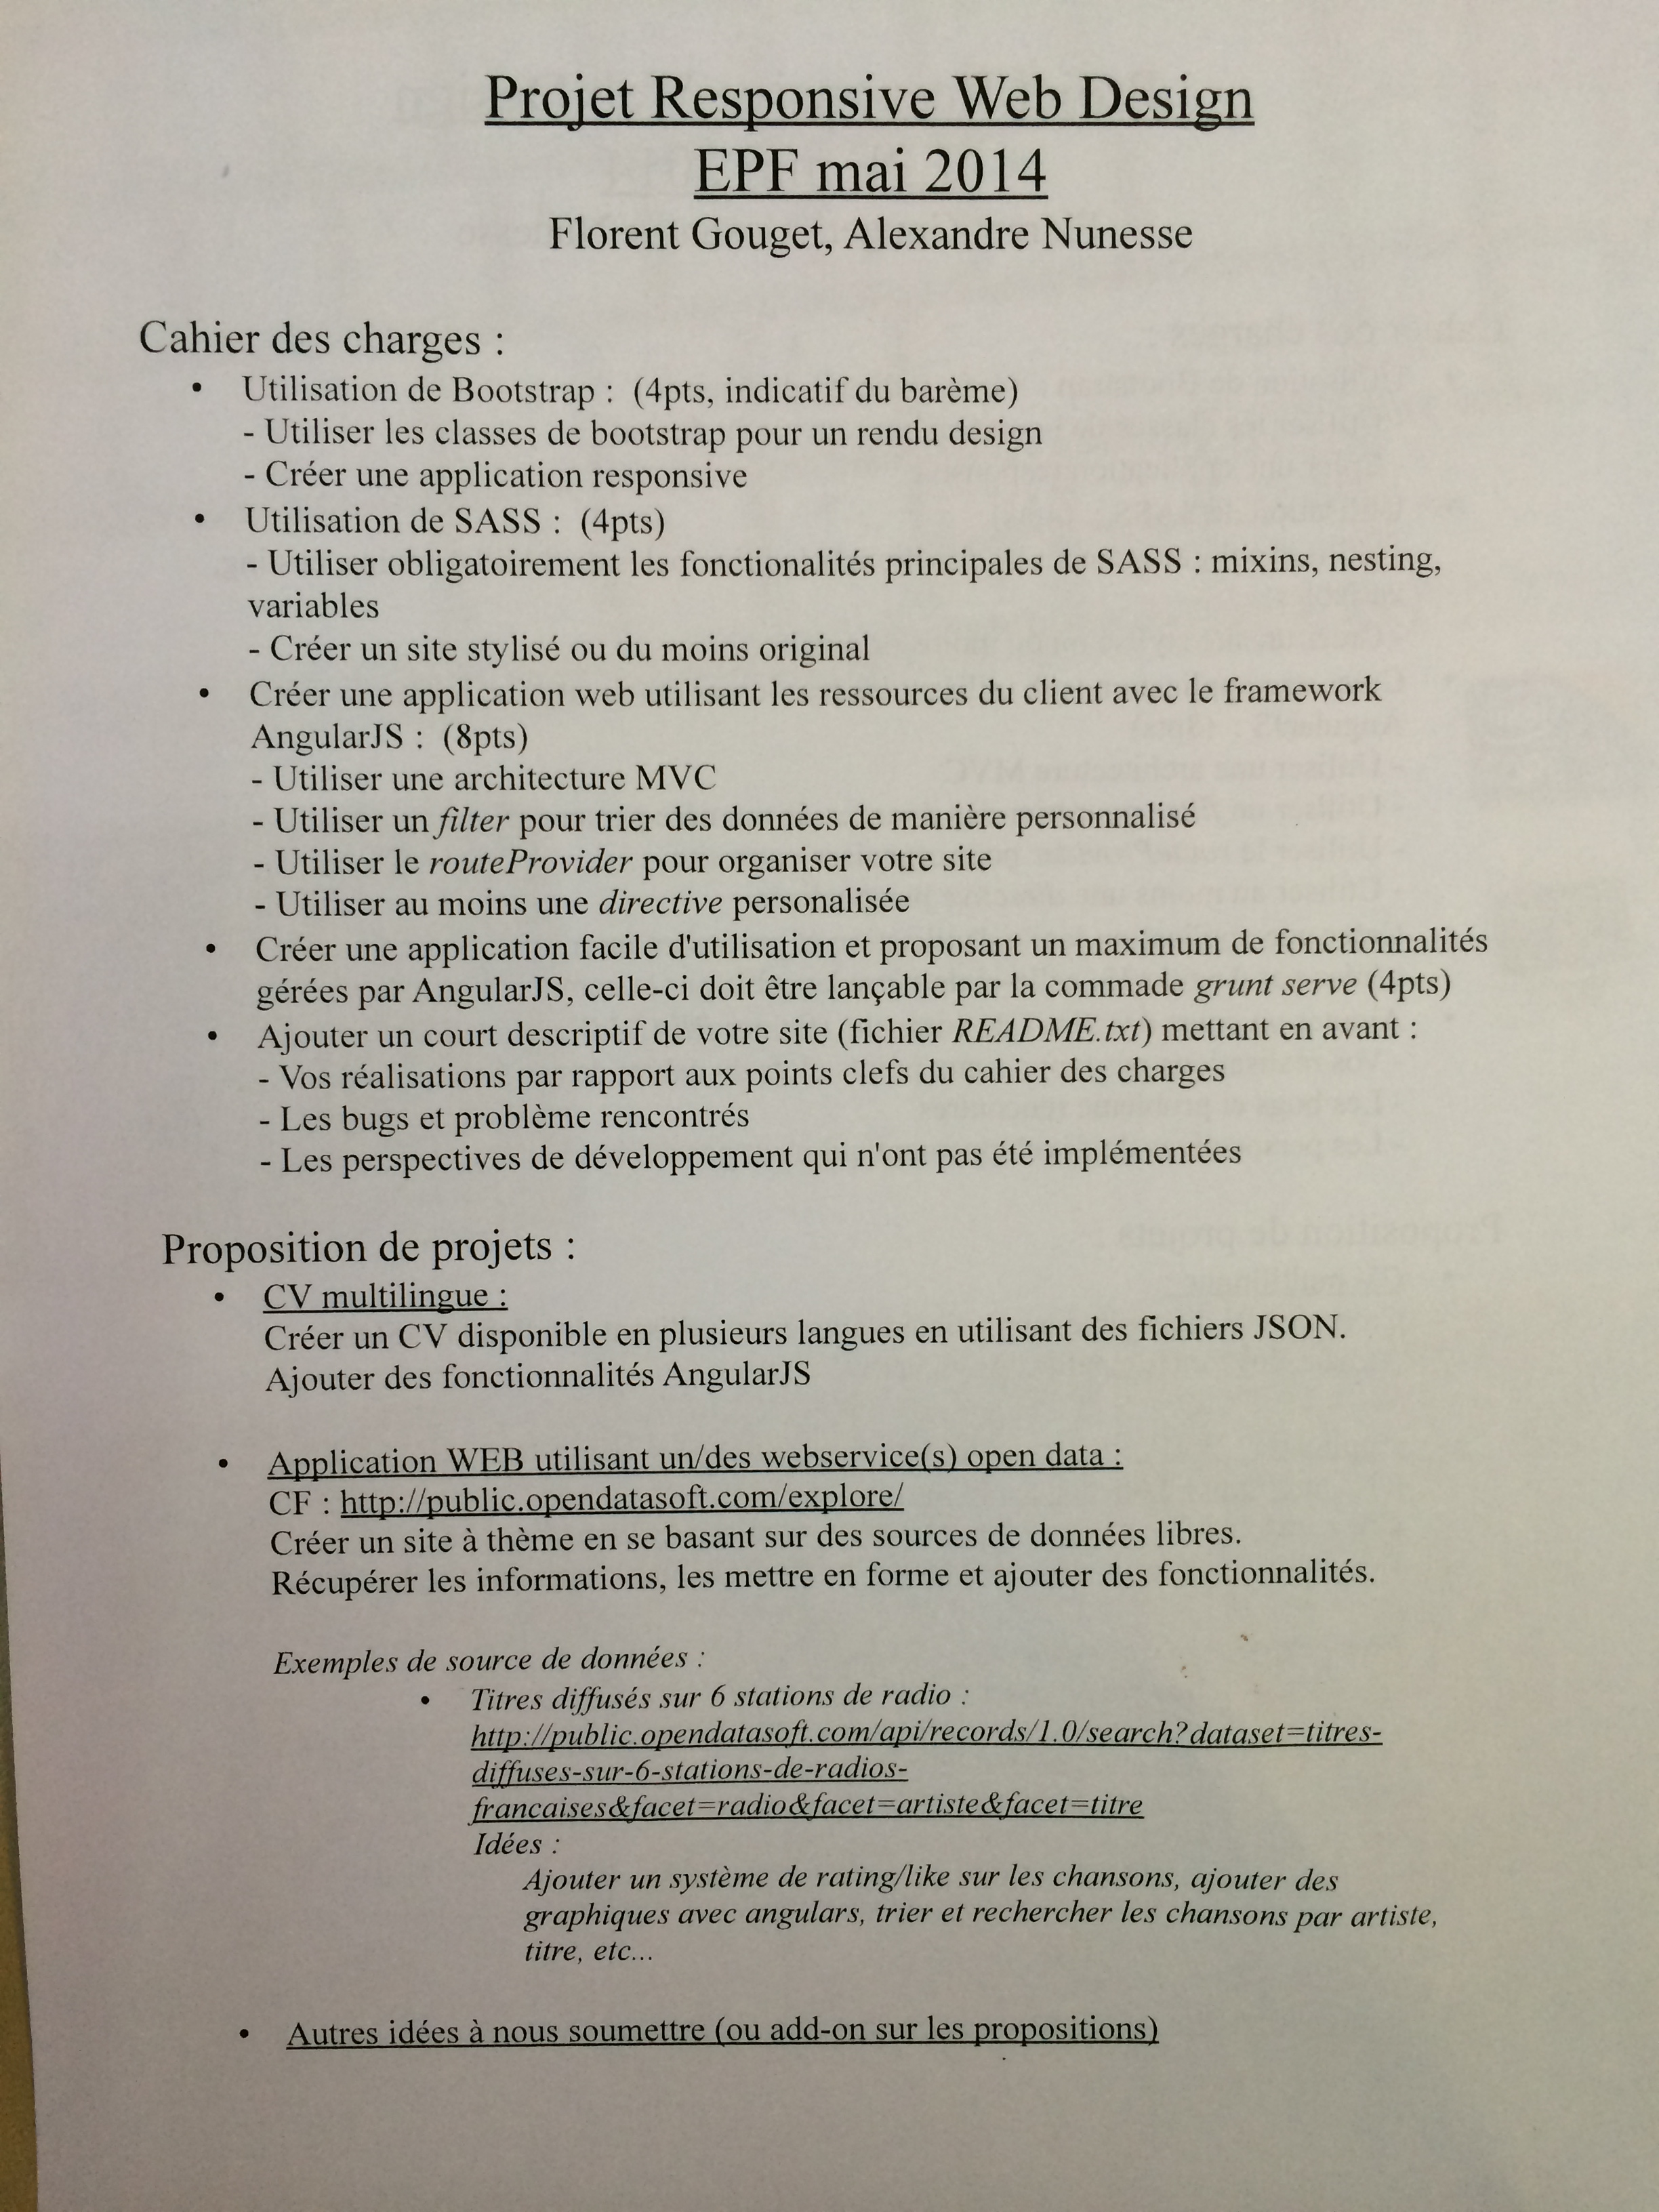 Projet Responsive Web Design
EPF mai 2014
Florent Gouget, Alexandre Nunesse
Cahier des charges :
• Utilisation de Bootstrap : (4pts, indicatif du barème)
- Utiliser les classes de bootstrap pour un rendu design
- Créer une application responsive
• Utilisation de SASS : (4pts)
- Utiliser obligatoirement les fonctionalités principales de SASS : mixins, nesting,
variables
- Créer un site stylisé ou du moins original
• Créer une application web utilisant les ressources du client avec le framework
AngularJS : (8pts)
- Utiliser une architecture MVC
- Utiliser un filter pour trier des données de manière personnalisé
- Utiliser le routeProvider pour organiser votre site
- Utiliser au moins une directive personalisée
• Créer une application facile d'utilisation et proposant un maximum de fonctionnalités
gérées par AngularJS, celle-ci doit être lançable par la commade grunt serve (4pts)
• Ajouter un court descriptif de votre site (fichier README.txt) mettant en avant :
- Vos réalisations par rapport aux points clefs du cahier des charges
- Les bugs et problème rencontrés
- Les perspectives de développement qui n'ont pas été implémentées
Proposition de projets :
• CV multilingue :
Créer un CV disponible en plusieurs langues en utilisant des fichiers JSON.
Ajouter des fonctionnalités AngularJS
• Application WEB utilisant un/des webservice(s) open data :
CF : http://public.opendatasoft.com/explore/
Créer un site à thème en se basant sur des sources de données libres.
Récupérer les informations, les mettre en forme et ajouter des fonctionnalités.
Exemples de source de données :
• Titres diffusés sur 6 stations de radio :
http://public.opendatasoft.com/api/records/1.0/search?dataset=titres-
diffuses-sur-6-stations-de-radios-
francaises&facet=radio&facet=artiste&facet=titre
Idées :
Ajouter un système de rating/like sur les chansons, ajouter des
graphiques avec angulars, trier et rechercher les chansons par artiste,
titre, etc...
• Autres idées à nous soumettre (ou add-on sur les propositions)